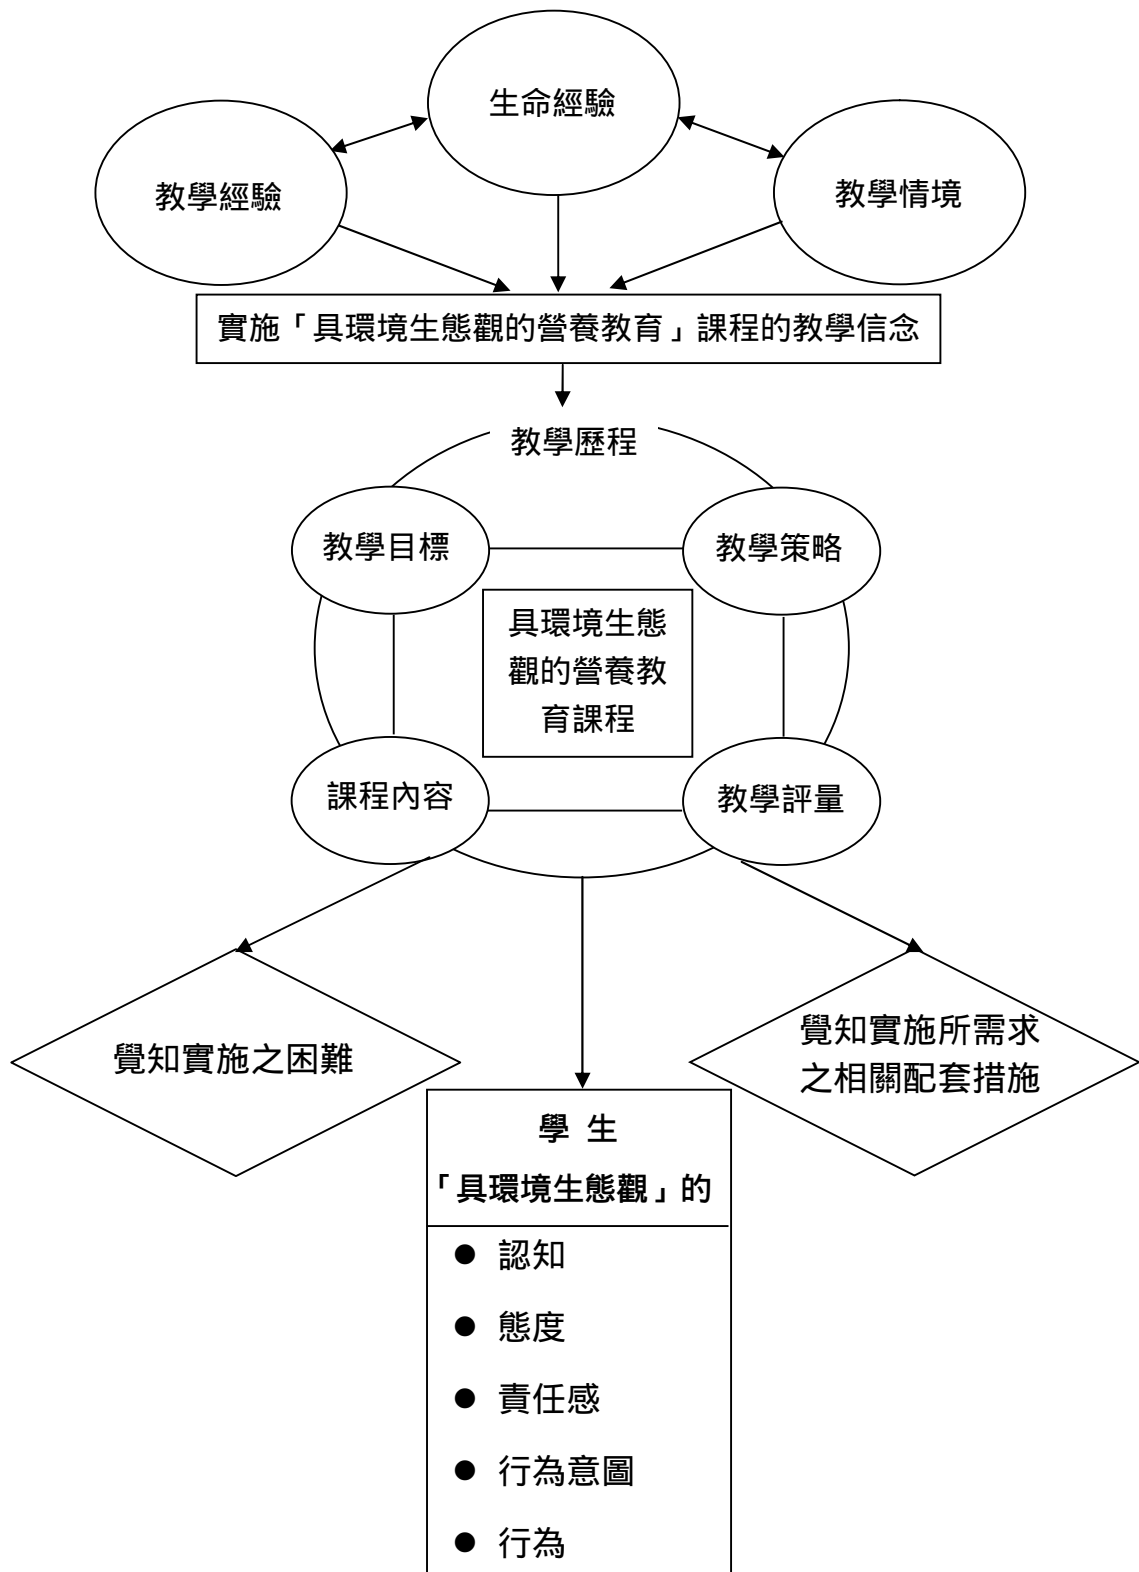 生命經驗
教學經驗
教學情境
實施「具環境生態觀的營養教育」課程的教學信念
教學歷程
教學目標
教學策略
具環境生態
觀的營養教
育課程
課程內容
教學評量
覺知實施之困難
覺知實施所需求
之相關配套措施
學 生
「具環境生態觀」的
● 認知
● 態度
● 責任感
● 行為意圖
● 行為